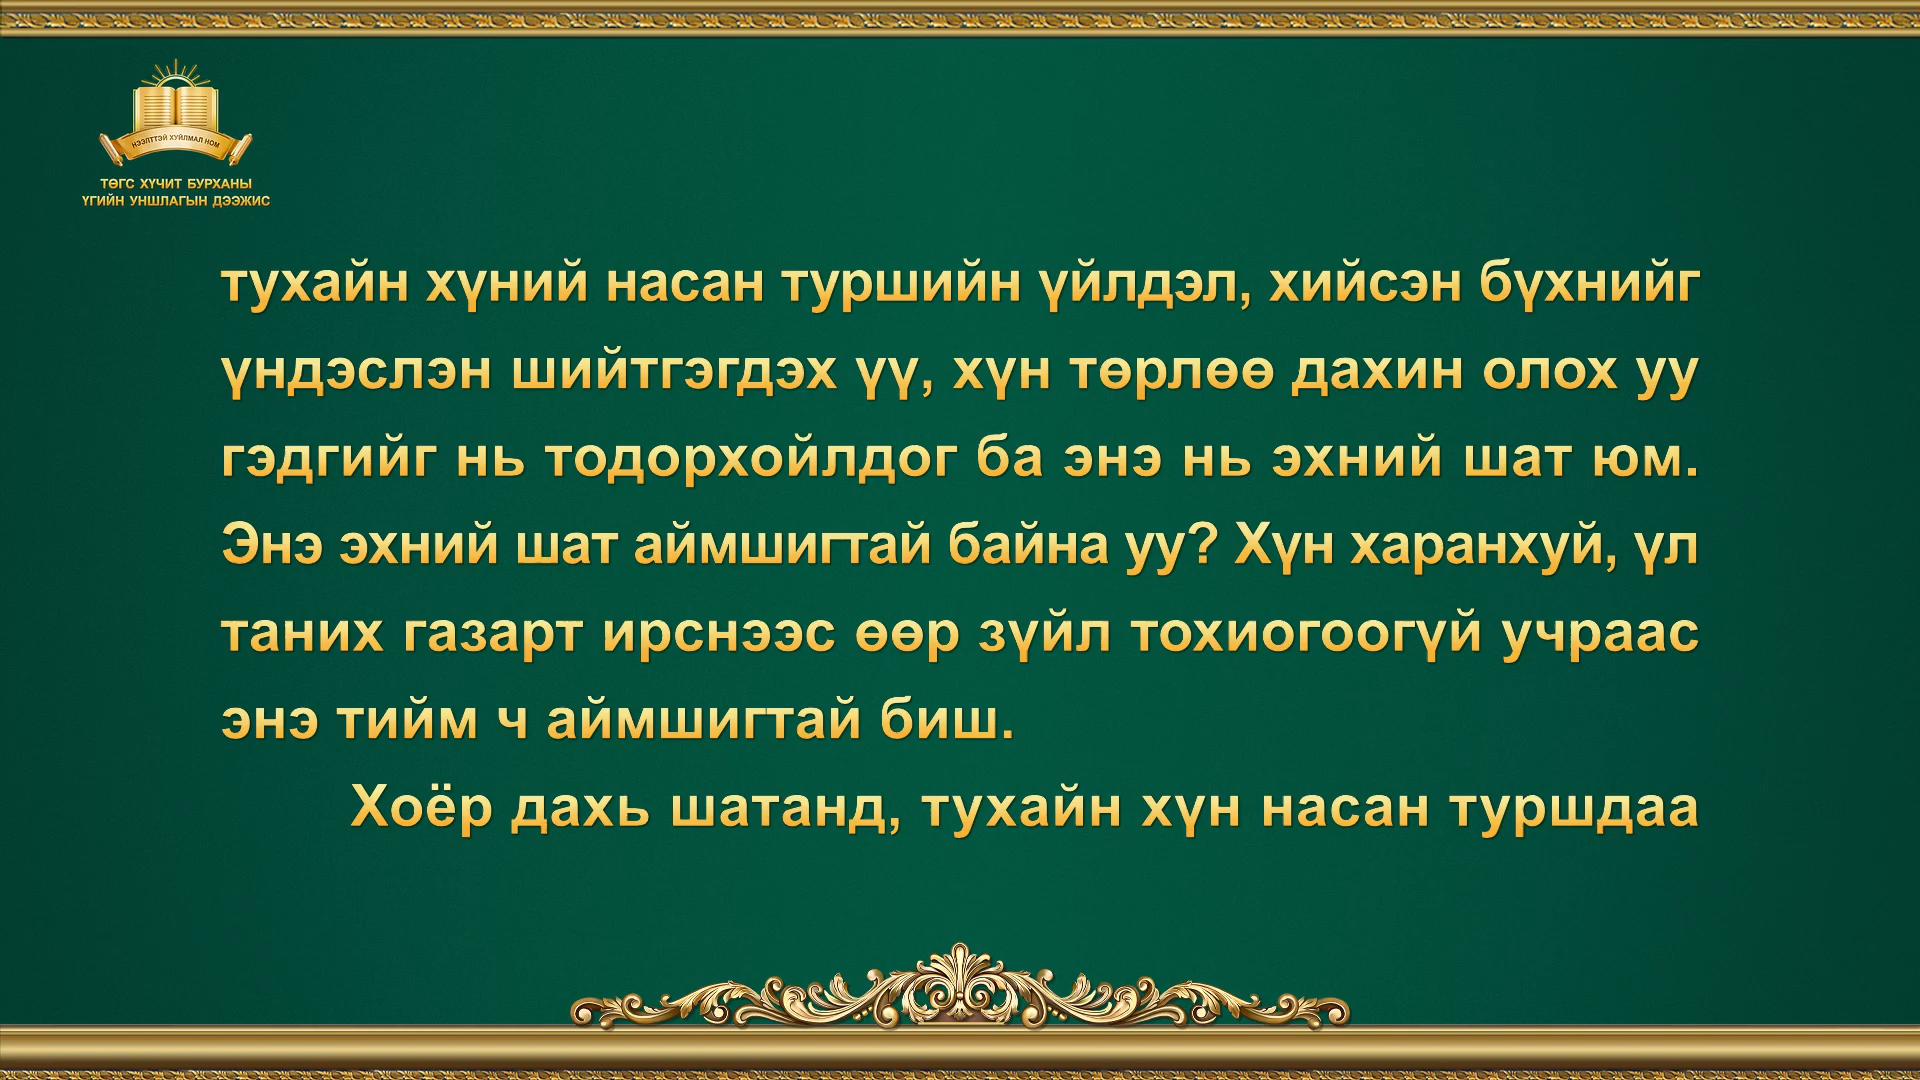 НЭЭЛТТЭЙ ХУЙЛМАЛ НОМ
ТӨГС ХҮЧИТ БУРХАНЫ
ҮГИЙН УНШЛАГЫН ДЭЭЖИС
тухайн хүний насан туршийн үйлдэл, хийсэн бүхнийг
үндэслэн шийтгэгдэх үү, хүн төрлөө дахин олох уу
гэдгийг нь тодорхойлдог ба энэ нь эхний шат юм.
Энэ эхний шат аймшигтай байна уу? Хүн харанхуй, үл
таних газарт ирснээс өөр зүйл тохиогоогүй учраас
энэ тийм ч аймшигтай биш.
Хоёр дахь шатанд, тухайн хүн насан туршдаа